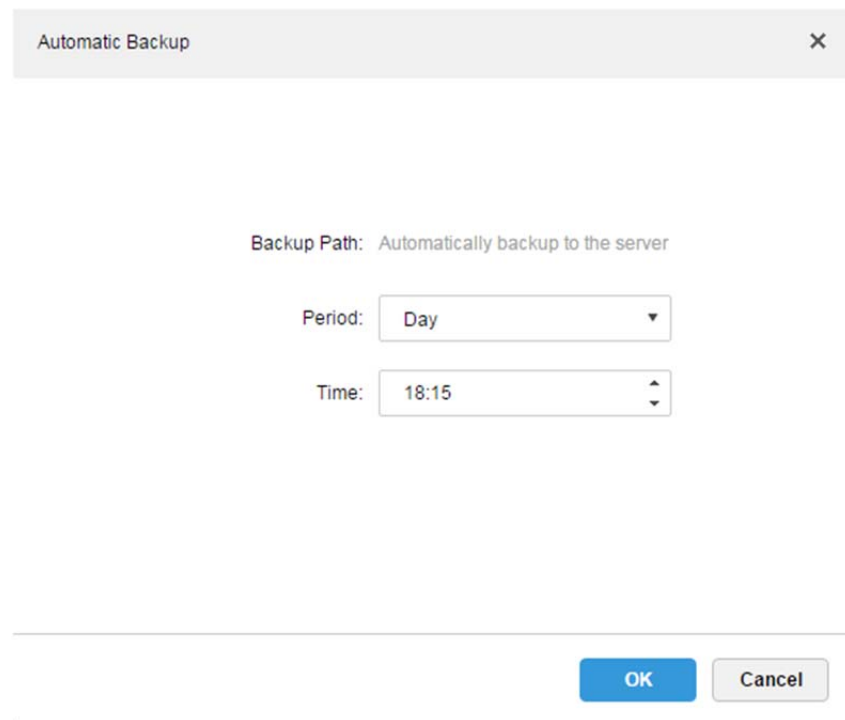 Automatic Backup
Backup Path: Automatically backup to the server
Period: Day
Time: 18:15
OK Cancel